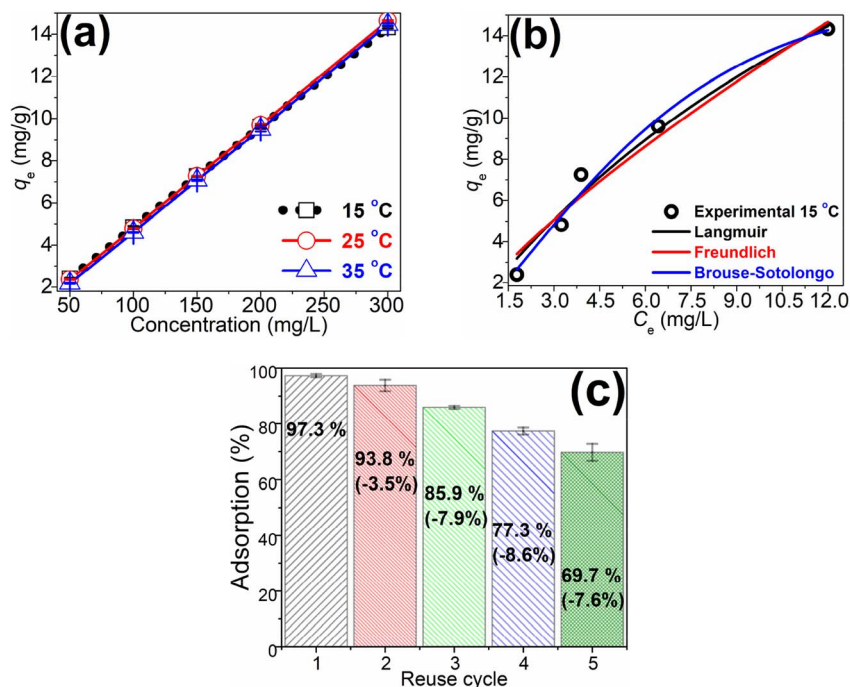 (a)
14
12
10
8
6
4
2
qe (mg/g)
15 °C
25 °C
35 °C
50 100 150 200 250 300
Concentration (mg/L)
(b)
16
14
12
10
8
6
4
2
qe (mg/g)
Experimental 15 °C
Langmuir
Freundlich
Brouse-Sotolongo
1.5 3.0 4.5 6.0 7.5 9.0 10.5 12.0
Ce (mg/L)
(c)
100
80
60
40
20
0
Adsorption (%)
97.3 %
93.8 %
(-3.5%)
85.9 %
(-7.9%)
77.3 %
(-8.6%)
69.7 %
(-7.6%)
1 2 3 4 5
Reuse cycle